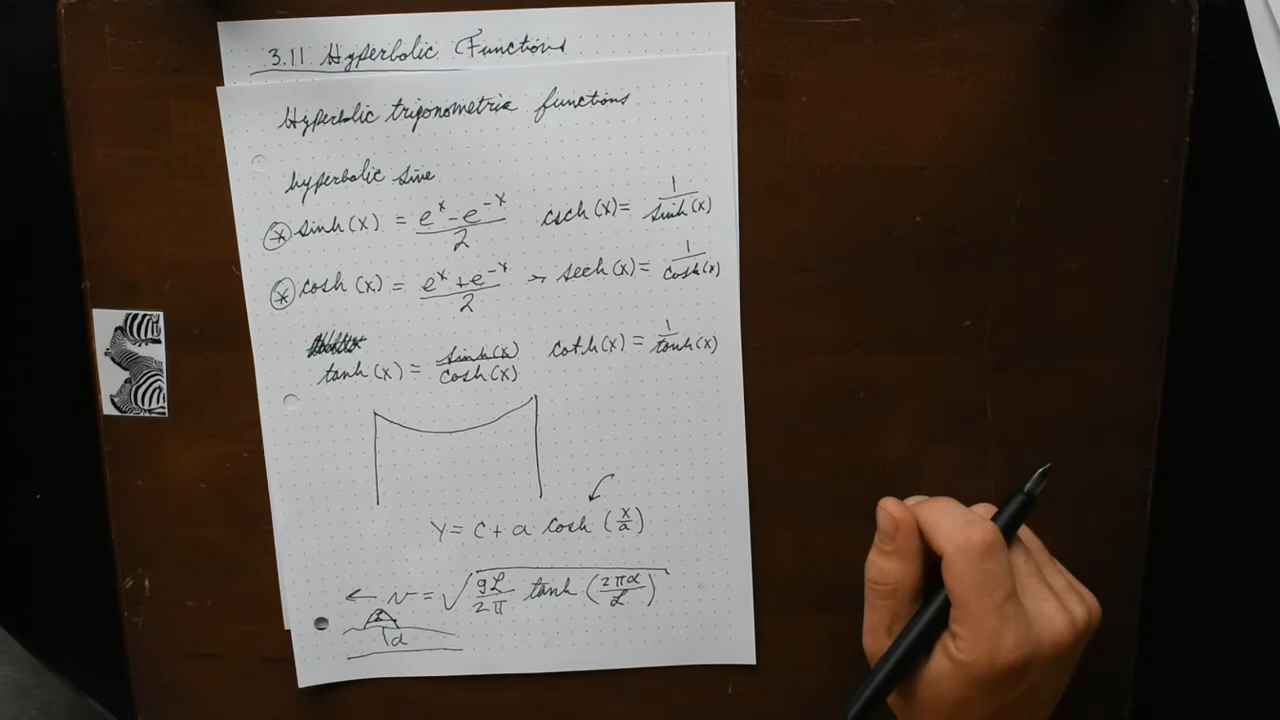 3.11 Hyperbolic Functions
Hyperbolic trigonometric functions
hyperbolic sine
* sinh(x) = (e^x - e^-x)/2   csch(x) = 1/sinh(x)
* cosh(x) = (e^x + e^-x)/2 → sech(x) = 1/cosh(x)
tanh(x) = sinh(x)/cosh(x)   coth(x) = 1/tanh(x)
y = c + a cosh (x/a)
← v = √(gL/2π tanh (2πd/L))
d